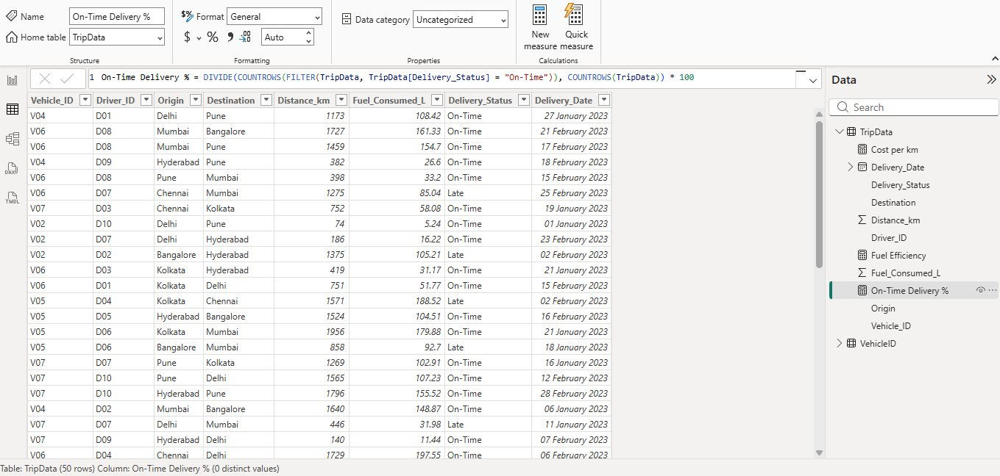 Name On-Time Delivery % $% Format General Data category Uncategorized New measure Quick measure
Home table TripData $ % , .00 Auto
Structure Formatting Properties Calculations
1 On-Time Delivery % = DIVIDE(COUNTROWS(FILTER(TripData, TripData[Delivery_Status] = "On-Time")), COUNTROWS(TripData)) * 100
Vehicle_ID Driver_ID Origin Destination Distance_km Fuel_Consumed_L Delivery_Status Delivery_Date
V04 D01 Delhi Pune 1173 108.42 On-Time 27 January 2023
V06 D08 Mumbai Bangalore 1727 161.33 On-Time 21 February 2023
V06 D08 Mumbai Pune 1459 154.7 On-Time 17 February 2023
V04 D09 Hyderabad Pune 382 26.6 On-Time 18 February 2023
V06 D08 Pune Mumbai 398 33.2 On-Time 15 February 2023
V06 D07 Chennai Mumbai 1275 85.04 Late 25 February 2023
V07 D03 Chennai Kolkata 752 58.08 On-Time 19 January 2023
V02 D10 Delhi Pune 74 5.24 On-Time 01 January 2023
V02 D07 Delhi Hyderabad 186 16.22 On-Time 23 February 2023
V02 D02 Bangalore Hyderabad 1375 105.21 Late 02 February 2023
V06 D03 Kolkata Hyderabad 419 31.17 On-Time 21 January 2023
V06 D01 Kolkata Delhi 751 51.77 On-Time 15 February 2023
V05 D04 Kolkata Chennai 1571 188.52 Late 02 February 2023
V05 D05 Hyderabad Bangalore 1524 104.51 On-Time 16 February 2023
V05 D06 Kolkata Mumbai 1956 179.88 On-Time 21 January 2023
V05 D06 Bangalore Mumbai 858 92.7 Late 18 January 2023
V07 D07 Pune Kolkata 1269 102.91 On-Time 16 January 2023
V07 D10 Pune Delhi 1565 107.23 On-Time 12 February 2023
V07 D10 Hyderabad Pune 1796 155.52 On-Time 28 February 2023
V04 D02 Mumbai Bangalore 1640 148.87 On-Time 06 January 2023
V07 D07 Delhi Mumbai 446 31.98 Late 11 January 2023
V07 D09 Hyderabad Delhi 140 11.44 On-Time 07 February 2023
V06 D04 Chennai Delhi 1729 197.55 On-Time 06 February 2023
DAX
TMDL
Data
Search
TripData
Cost per km
Delivery_Date
Delivery_Status
Destination
Distance_km
Driver_ID
Fuel Efficiency
Fuel_Consumed_L
On-Time Delivery %
Origin
Vehicle_ID
VehicleID
Table: TripData (50 rows) Column: On-Time Delivery % (0 distinct values)